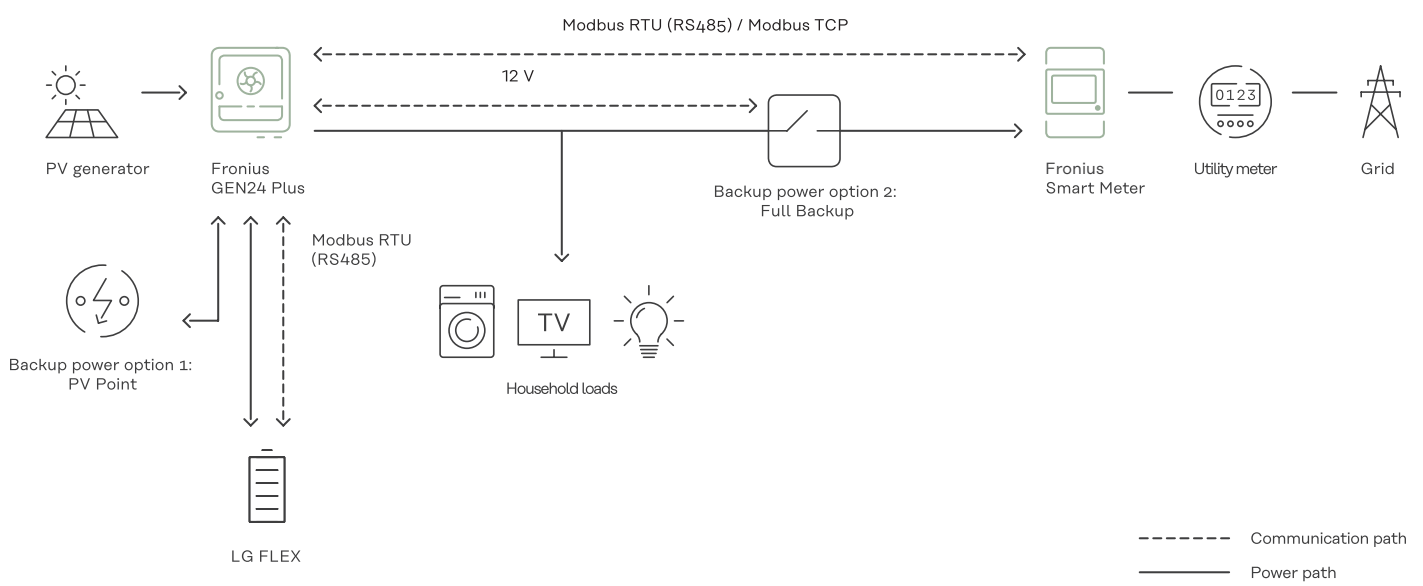 Modbus RTU (RS485) / Modbus TCP
12 V
0123
PV generator
Fronius
GEN24 Plus
Backup power option 2:
Full Backup
Fronius
Smart Meter
Utility meter
Grid
Modbus RTU
(RS485)
TV
Backup power option 1:
PV Point
Household loads
LG FLEX
Communication path
Power path